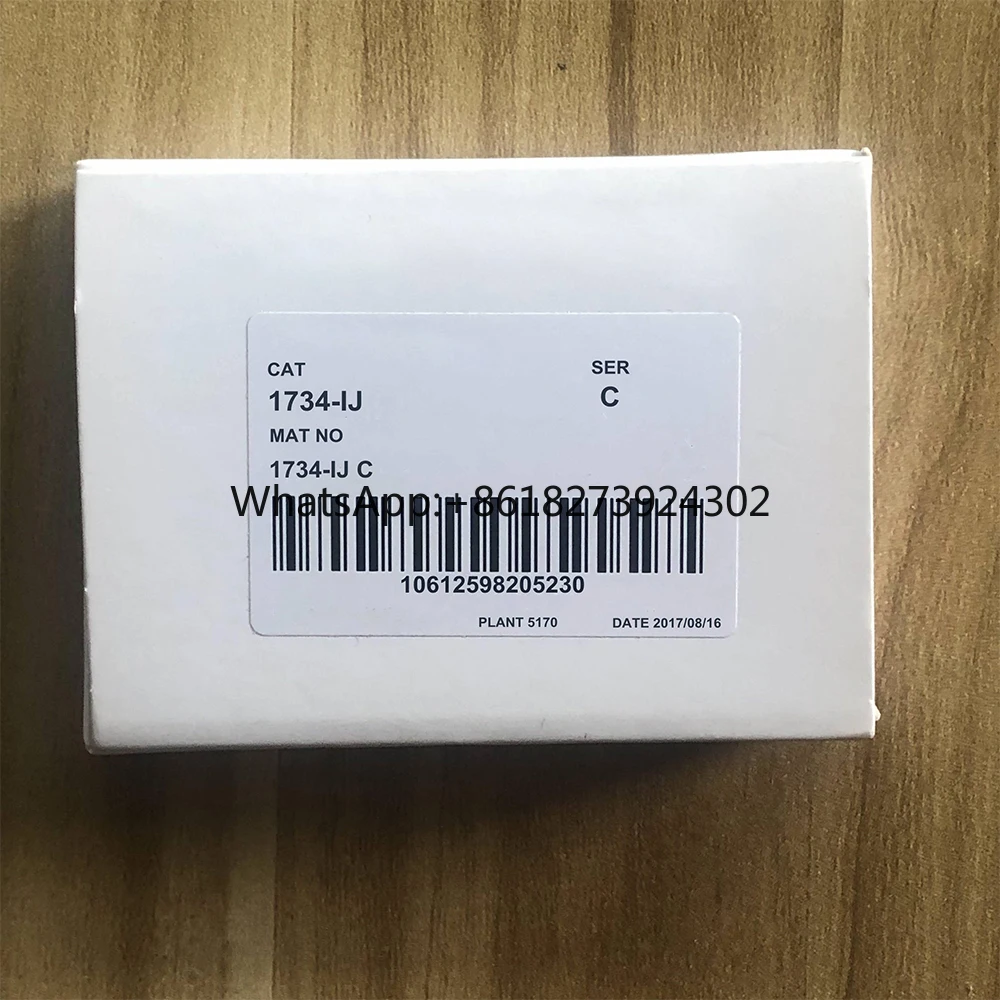 CAT SER
1734-IJ C
MAT NO
1734-IJ C
WhatsApp:+8618273924302
10612598205230
PLANT 5170 DATE 2017/08/16